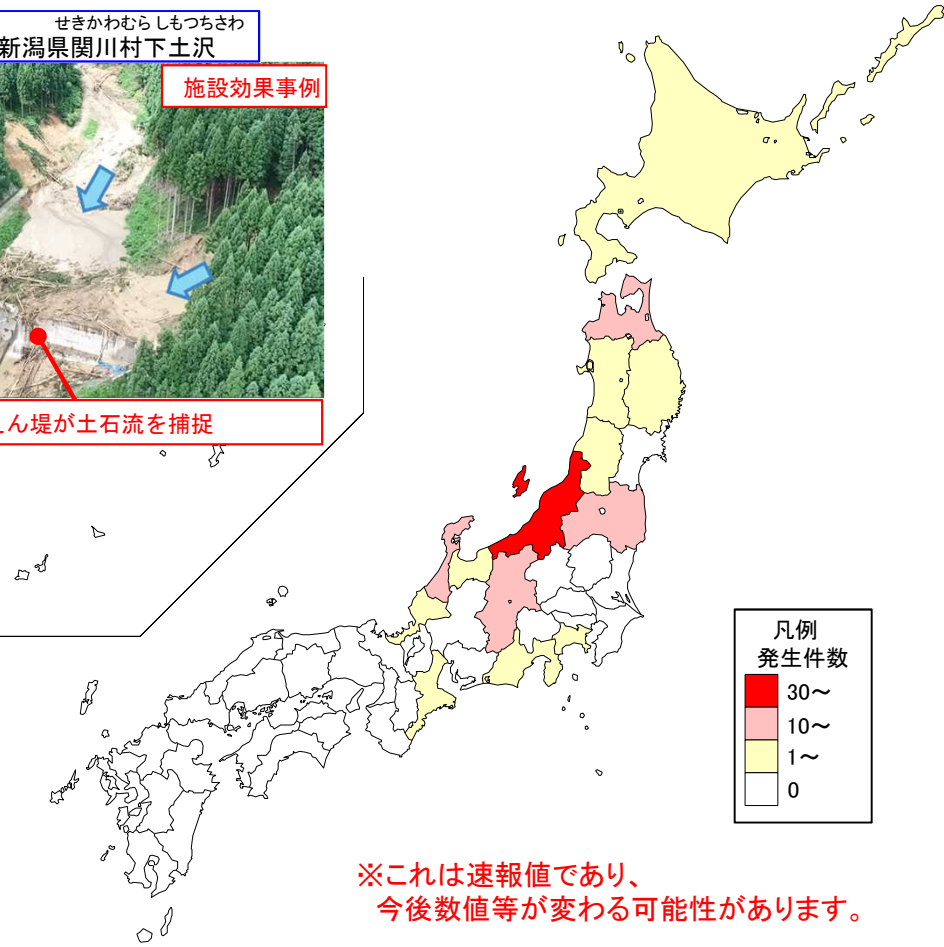 せきかわむら しもつちさわ
新潟県関川村下土沢
施設効果事例
ん堤が土石流を捕捉
凡例
発生件数
30～
10～
1～
0
※これは速報値であり、
今後数値等が変わる可能性があります。